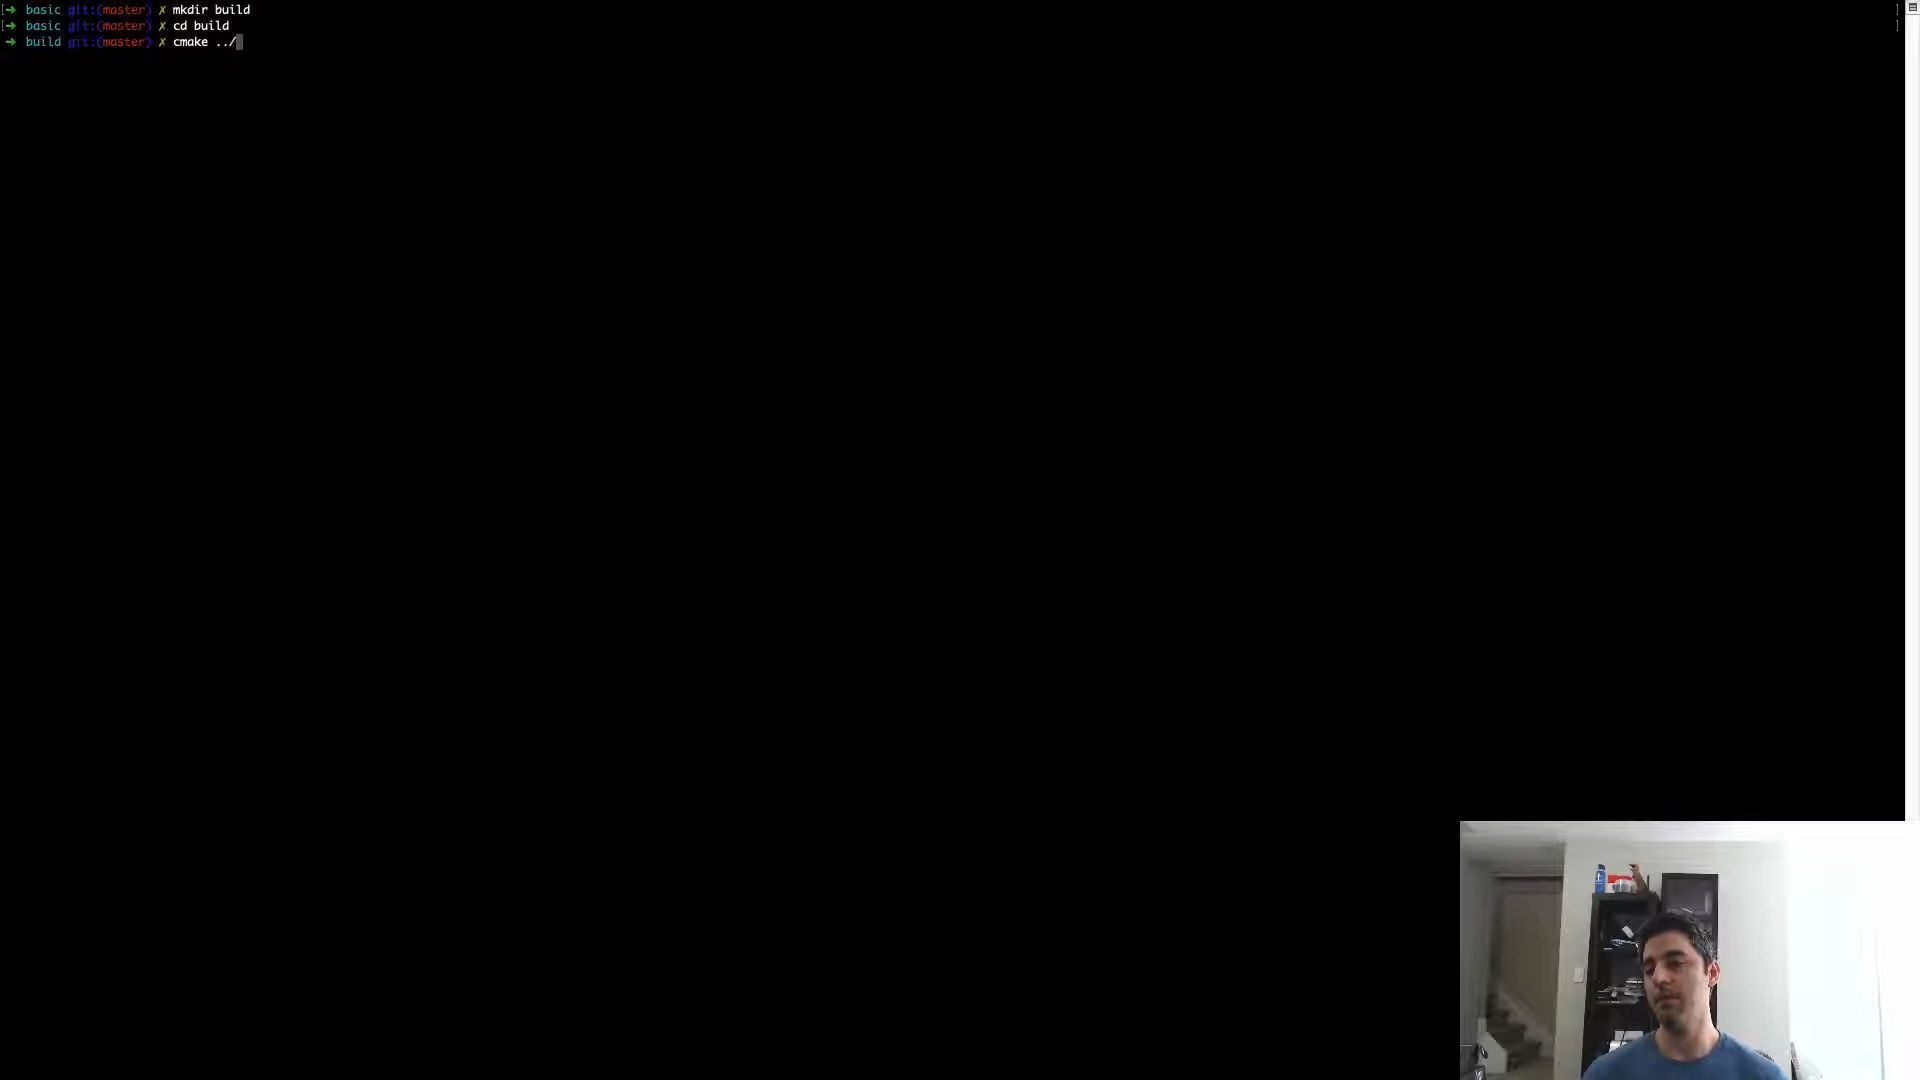 [➜ basic git:(master) ✗ mkdir build ]
[➜ basic git:(master) ✗ cd build ]
➜ build git:(master) ✗ cmake ../